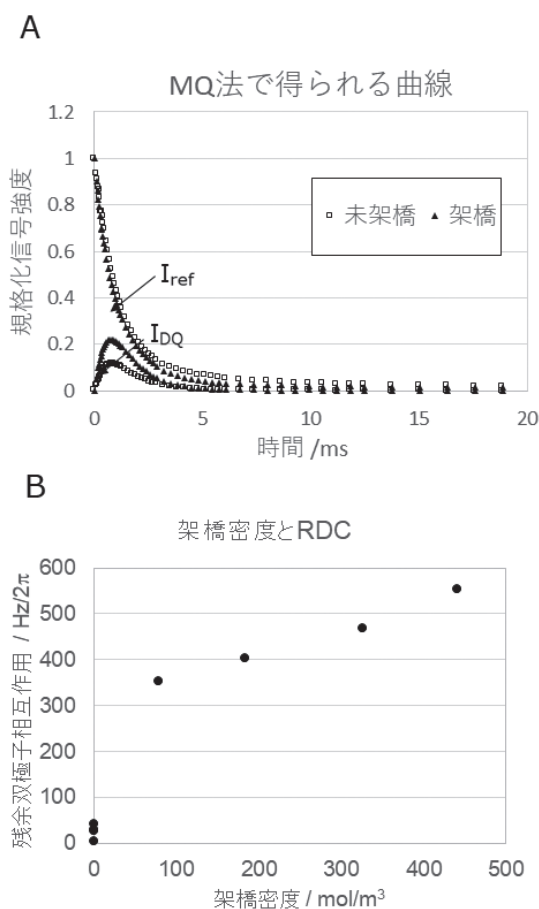 A
MQ法で得られる曲線
1.2
1
0.8
0.6
0.4
0.2
0
規格化信号強度
□ 未架橋 ▲ 架橋
Iref
IDQ
0 5 10 15 20
時間 /ms
B
架橋密度とRDC
600
500
400
300
200
100
0
残余双極子相互作用 / Hz/2π
0 100 200 300 400 500
架橋密度 / mol/m³